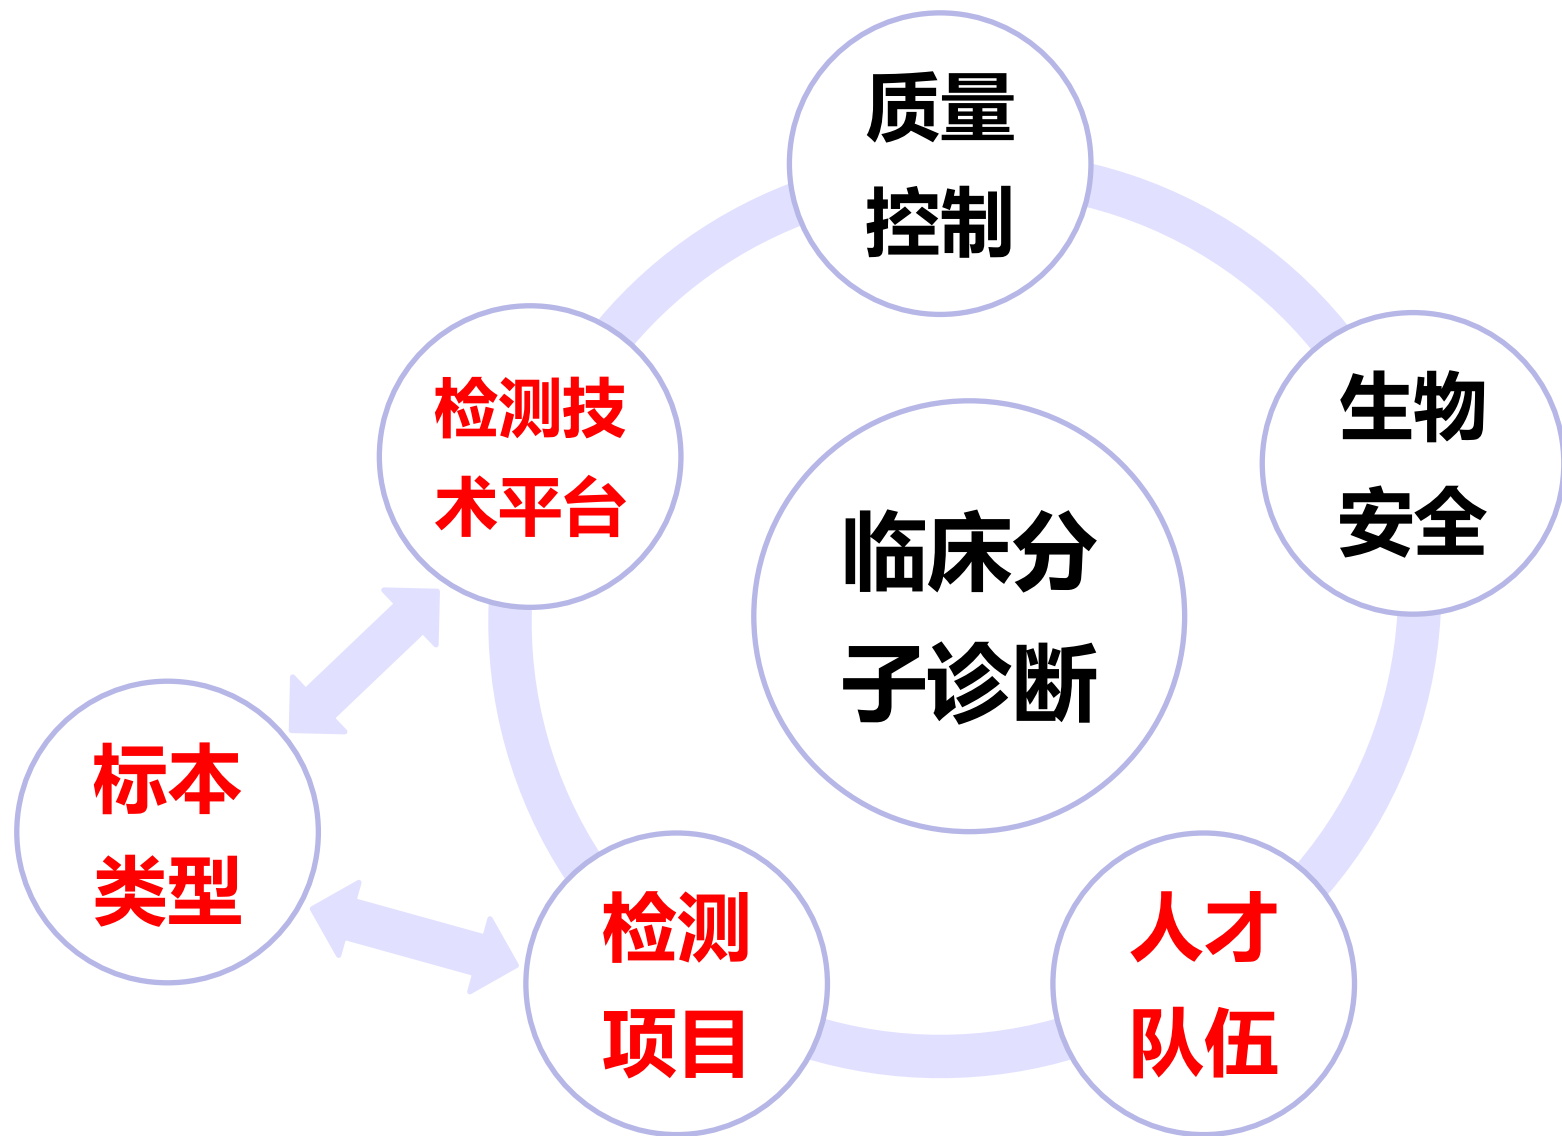 质量
控制
检测技
术平台
生物
安全
临床分
子诊断
标本
类型
检测
项目
人才
队伍